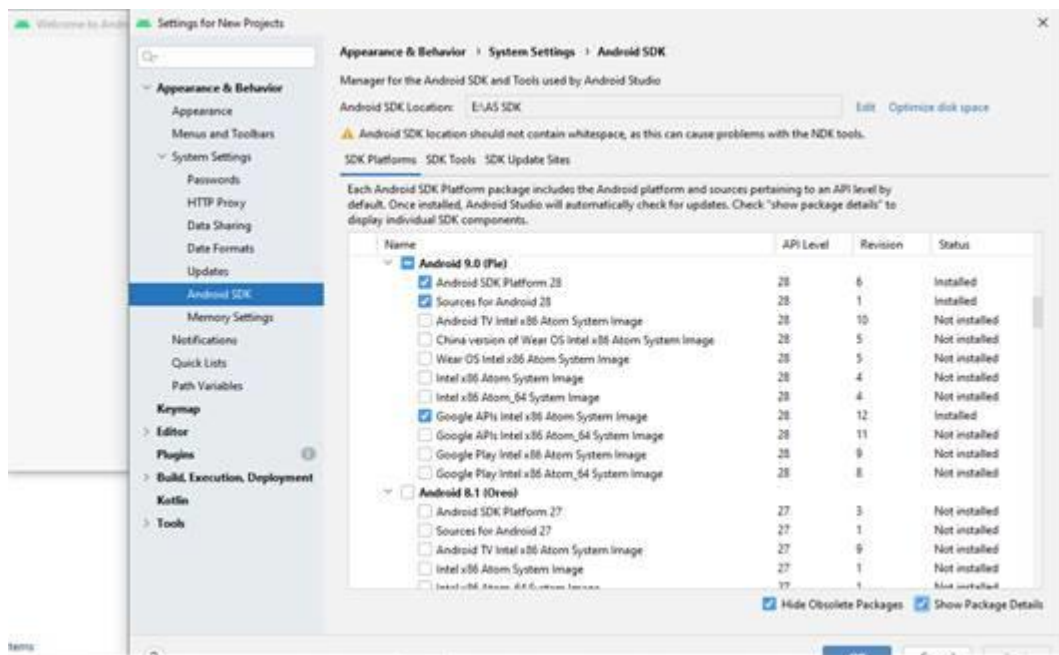 Welcome to Andr
Settings for New Projects
Appearance & Behavior
Appearance
Menus and Toolbars
System Settings
Passwords
HTTP Proxy
Data Sharing
Date Formats
Updates
Android SDK
Memory Settings
Notifications
Quick Lists
Path Variables
Keymap
Editor
Plugins
Build, Execution, Deployment
Kotlin
Tools
Appearance & Behavior › System Settings › Android SDK
Manager for the Android SDK and Tools used by Android Studio
Android SDK Location: E:\AS SDK Edit Optimize disk space
Android SDK location should not contain whitespace, as this can cause problems with the NDK tools.
SDK Platforms SDK Tools SDK Update Sites
Each Android SDK Platform package includes the Android platform and sources pertaining to an API level by
default. Once installed, Android Studio will automatically check for updates. Check "show package details" to
display individual SDK components.
Name API Level Revision Status
Android 9.0 (Pie)
Android SDK Platform 28 28 6 Installed
Sources for Android 28 28 1 Installed
Android TV Intel x86 Atom System Image 28 10 Not installed
China version of Wear OS Intel x86 Atom System Image 28 5 Not installed
Wear OS Intel x86 Atom System Image 28 5 Not installed
Intel x86 Atom System Image 28 4 Not installed
Intel x86 Atom_64 System Image 28 4 Not installed
Google APIs Intel x86 Atom System Image 28 12 Installed
Google APIs Intel x86 Atom_64 System Image 28 11 Not installed
Google Play Intel x86 Atom System Image 28 9 Not installed
Google Play Intel x86 Atom_64 System Image 28 8 Not installed
Android 8.1 (Oreo)
Android SDK Platform 27 27 3 Not installed
Sources for Android 27 27 1 Not installed
Android TV Intel x86 Atom System Image 27 9 Not installed
Intel x86 Atom System Image 27 1 Not installed
Intel x86 Atom_64 System Image 27 1 Not installed
Hide Obsolete Packages Show Package Details
items